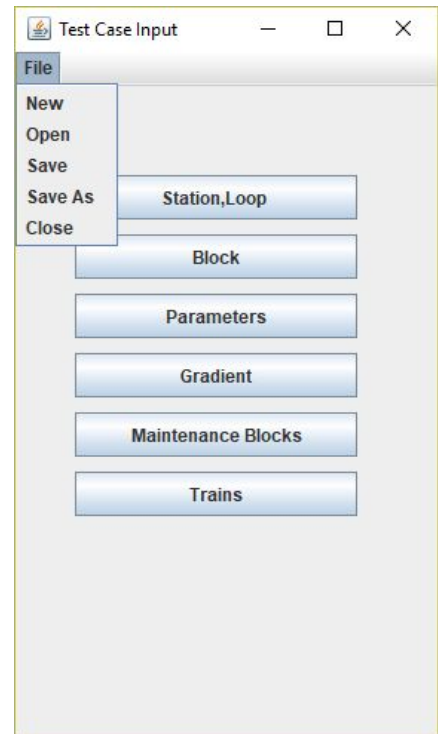 Test Case Input
File
New
Open
Save
Save As
Close
Station,Loop
Block
Parameters
Gradient
Maintenance Blocks
Trains